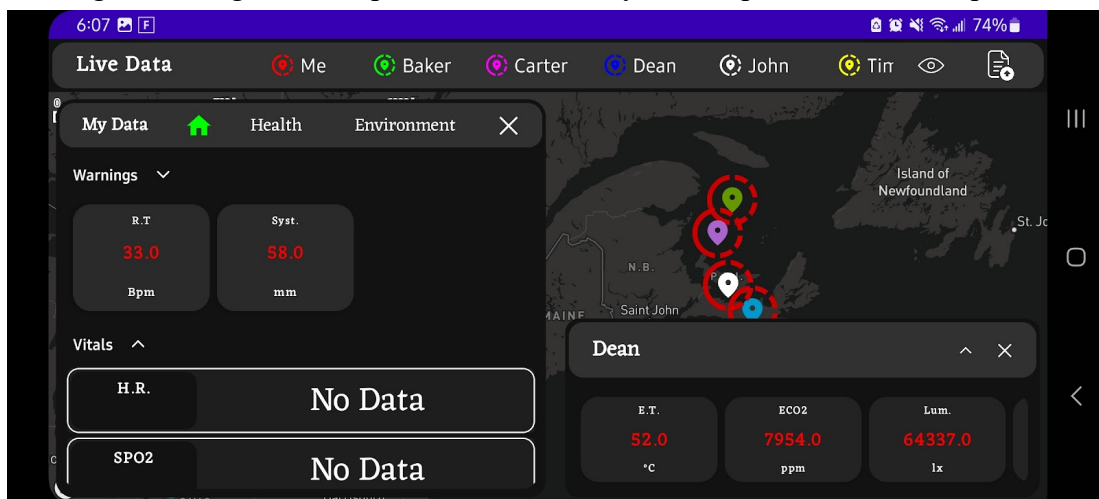 6:07 F 74%
Live Data Me Baker Carter Dean John Tim
My Data Health Environment
Warnings
R.T
33.0
Bpm
Syst.
58.0
mm
Vitals
H.R.
No Data
SPO2
No Data
Island of
Newfoundland
N.B.
Saint John
MAINE
Dean
E.T.
52.0
°C
ECO2
7954.0
ppm
Lum.
64337.0
lx